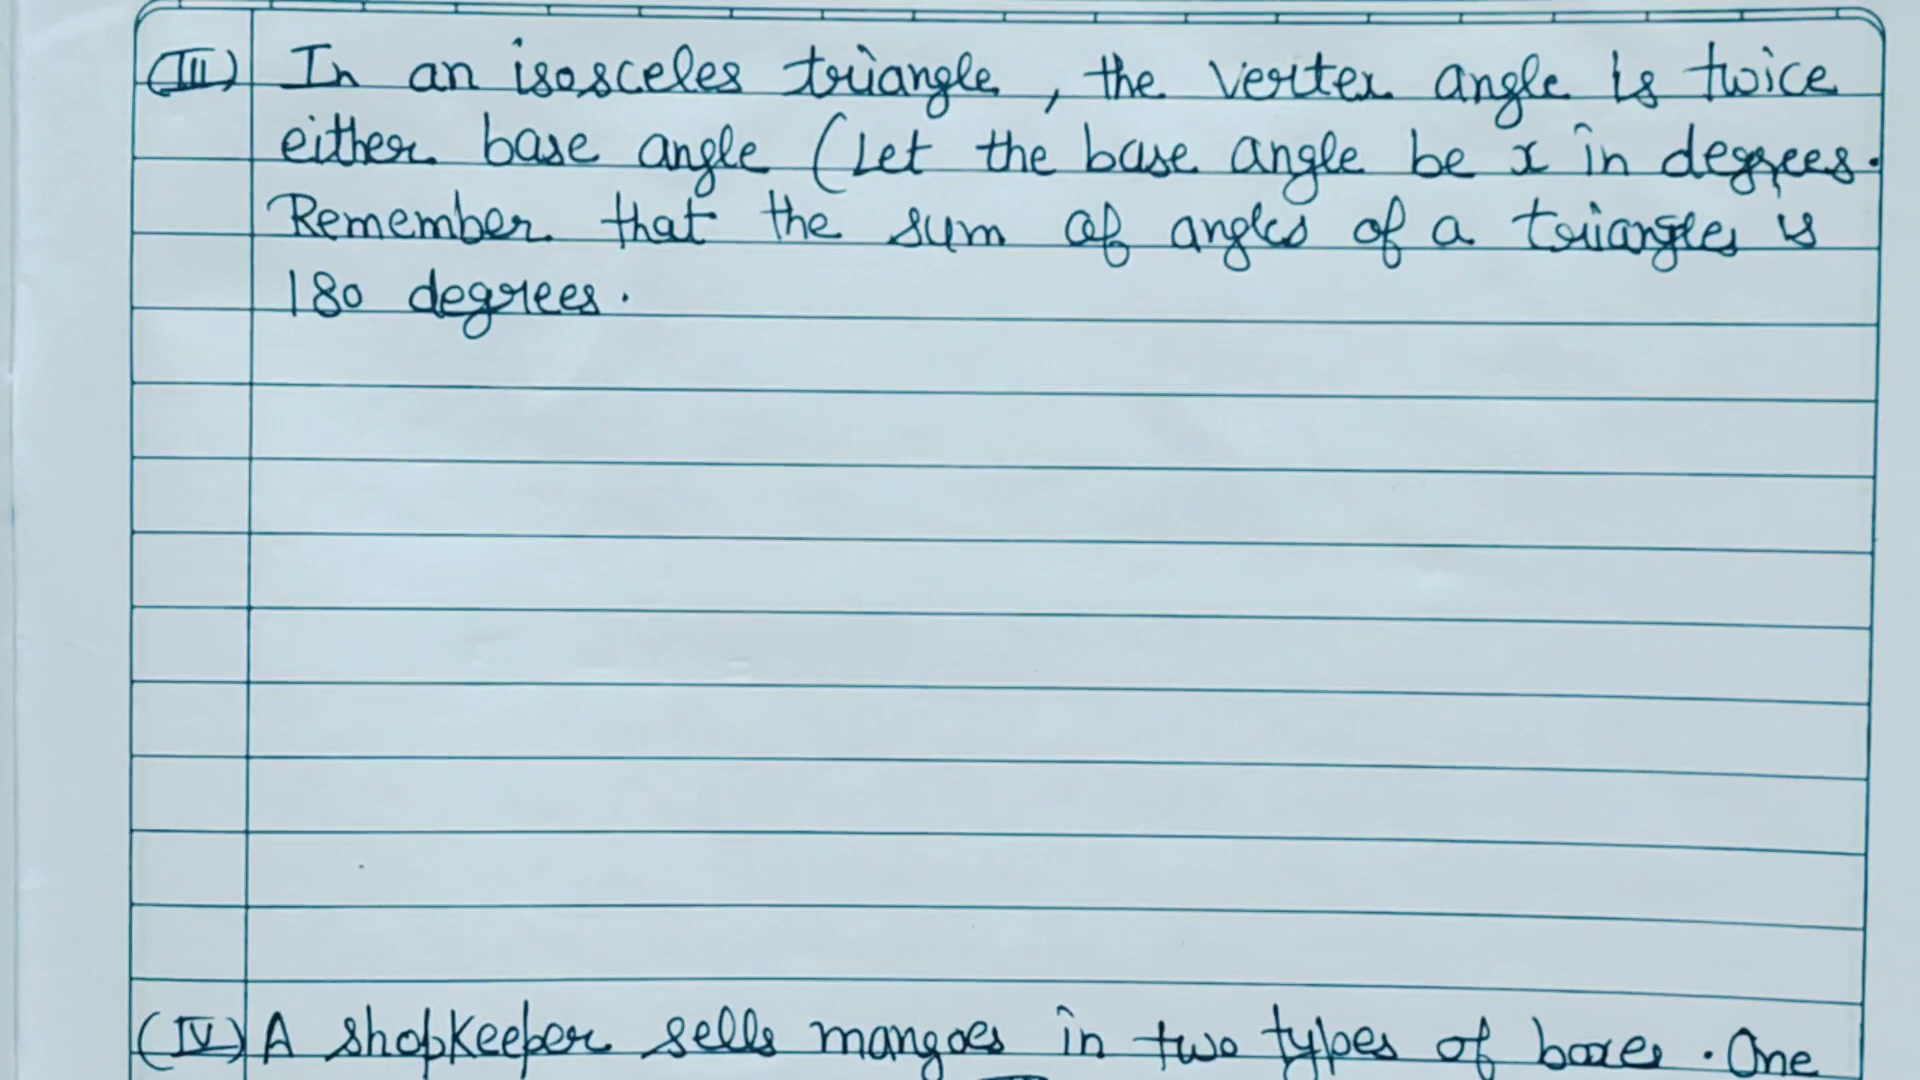 (III) In an isosceles triangle, the vertex angle is twice
either base angle (Let the base angle be x in degrees.
Remember that the sum of angles of a triangles is
180 degrees.
(IV) A shopkeeper sells mangoes in two types of boxes. One